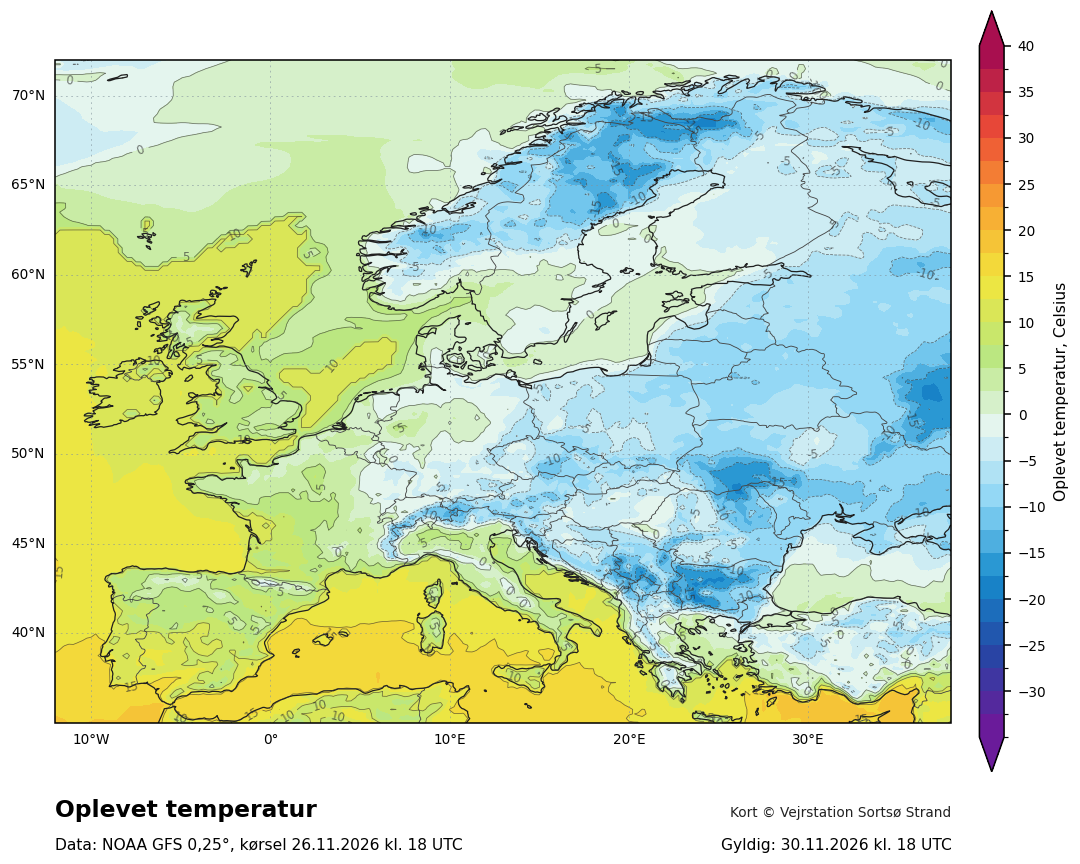 70°N
65°N
60°N
55°N
50°N
45°N
40°N
10°W
0°
10°E
20°E
30°E
40
35
30
25
20
15
10
5
0
−5
−10
−15
−20
−25
−30
Oplevet temperatur, Celsius
Oplevet temperatur
Kort © Vejrstation Sortsø Strand
Data: NOAA GFS 0,25°, kørsel 26.11.2026 kl. 18 UTC
Gyldig: 30.11.2026 kl. 18 UTC